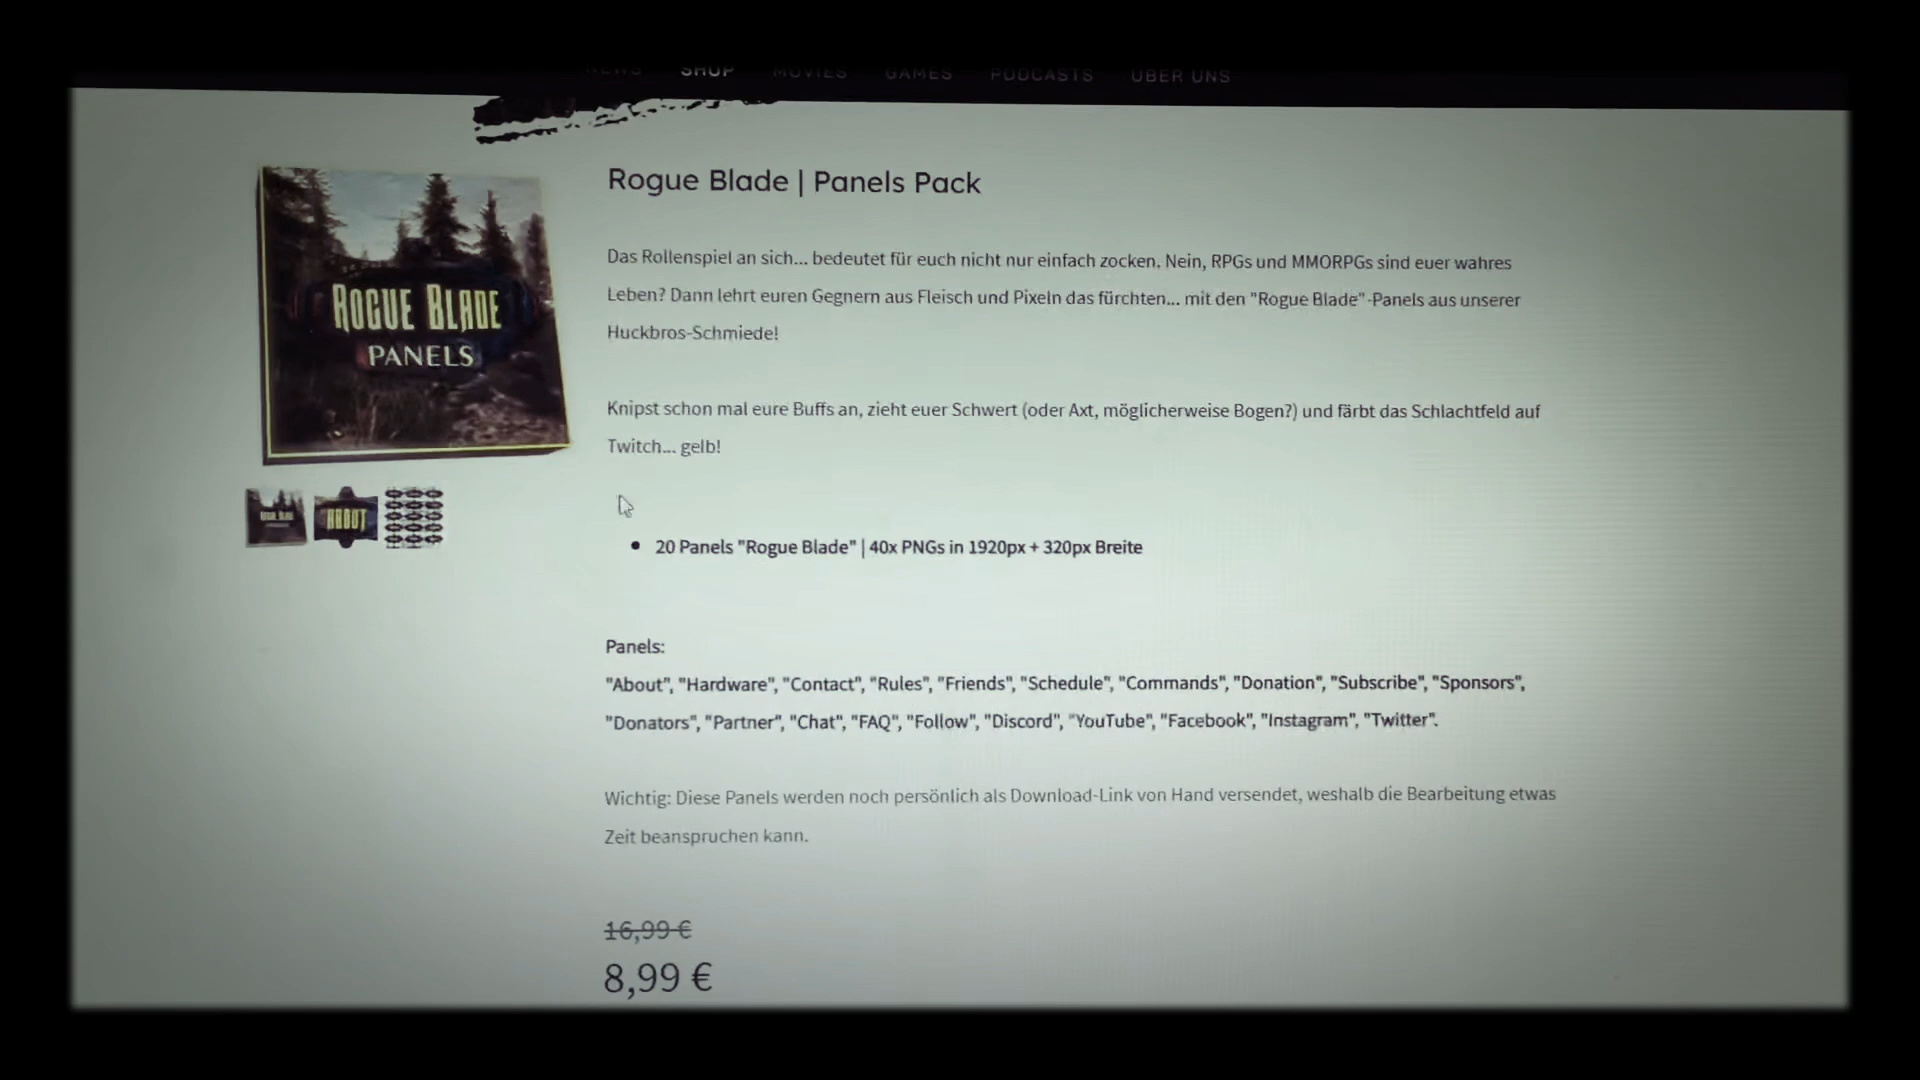 NEWS SHOP MOVIES GAMES PODCASTS ÜBER UNS
Rogue Blade | Panels Pack
ROGUE BLADE
PANELS
Das Rollenspiel an sich... bedeutet für euch nicht nur einfach zocken. Nein, RPGs und MMORPGs sind euer wahres
Leben? Dann lehrt euren Gegnern aus Fleisch und Pixeln das fürchten... mit den "Rogue Blade"-Panels aus unserer
Huckbros-Schmiede!
Knipst schon mal eure Buffs an, zieht euer Schwert (oder Axt, möglicherweise Bogen?) und färbt das Schlachtfeld auf
Twitch... gelb!
ROGUE BLADE
ABOUT
• 20 Panels "Rogue Blade" | 40x PNGs in 1920px + 320px Breite
Panels:
"About", "Hardware", "Contact", "Rules", "Friends", "Schedule", "Commands", "Donation", "Subscribe", "Sponsors",
"Donators", "Partner", "Chat", "FAQ", "Follow", "Discord", "YouTube", "Facebook", "Instagram", "Twitter".
Wichtig: Diese Panels werden noch persönlich als Download-Link von Hand versendet, weshalb die Bearbeitung etwas
Zeit beanspruchen kann.
16,99 €
8,99 €